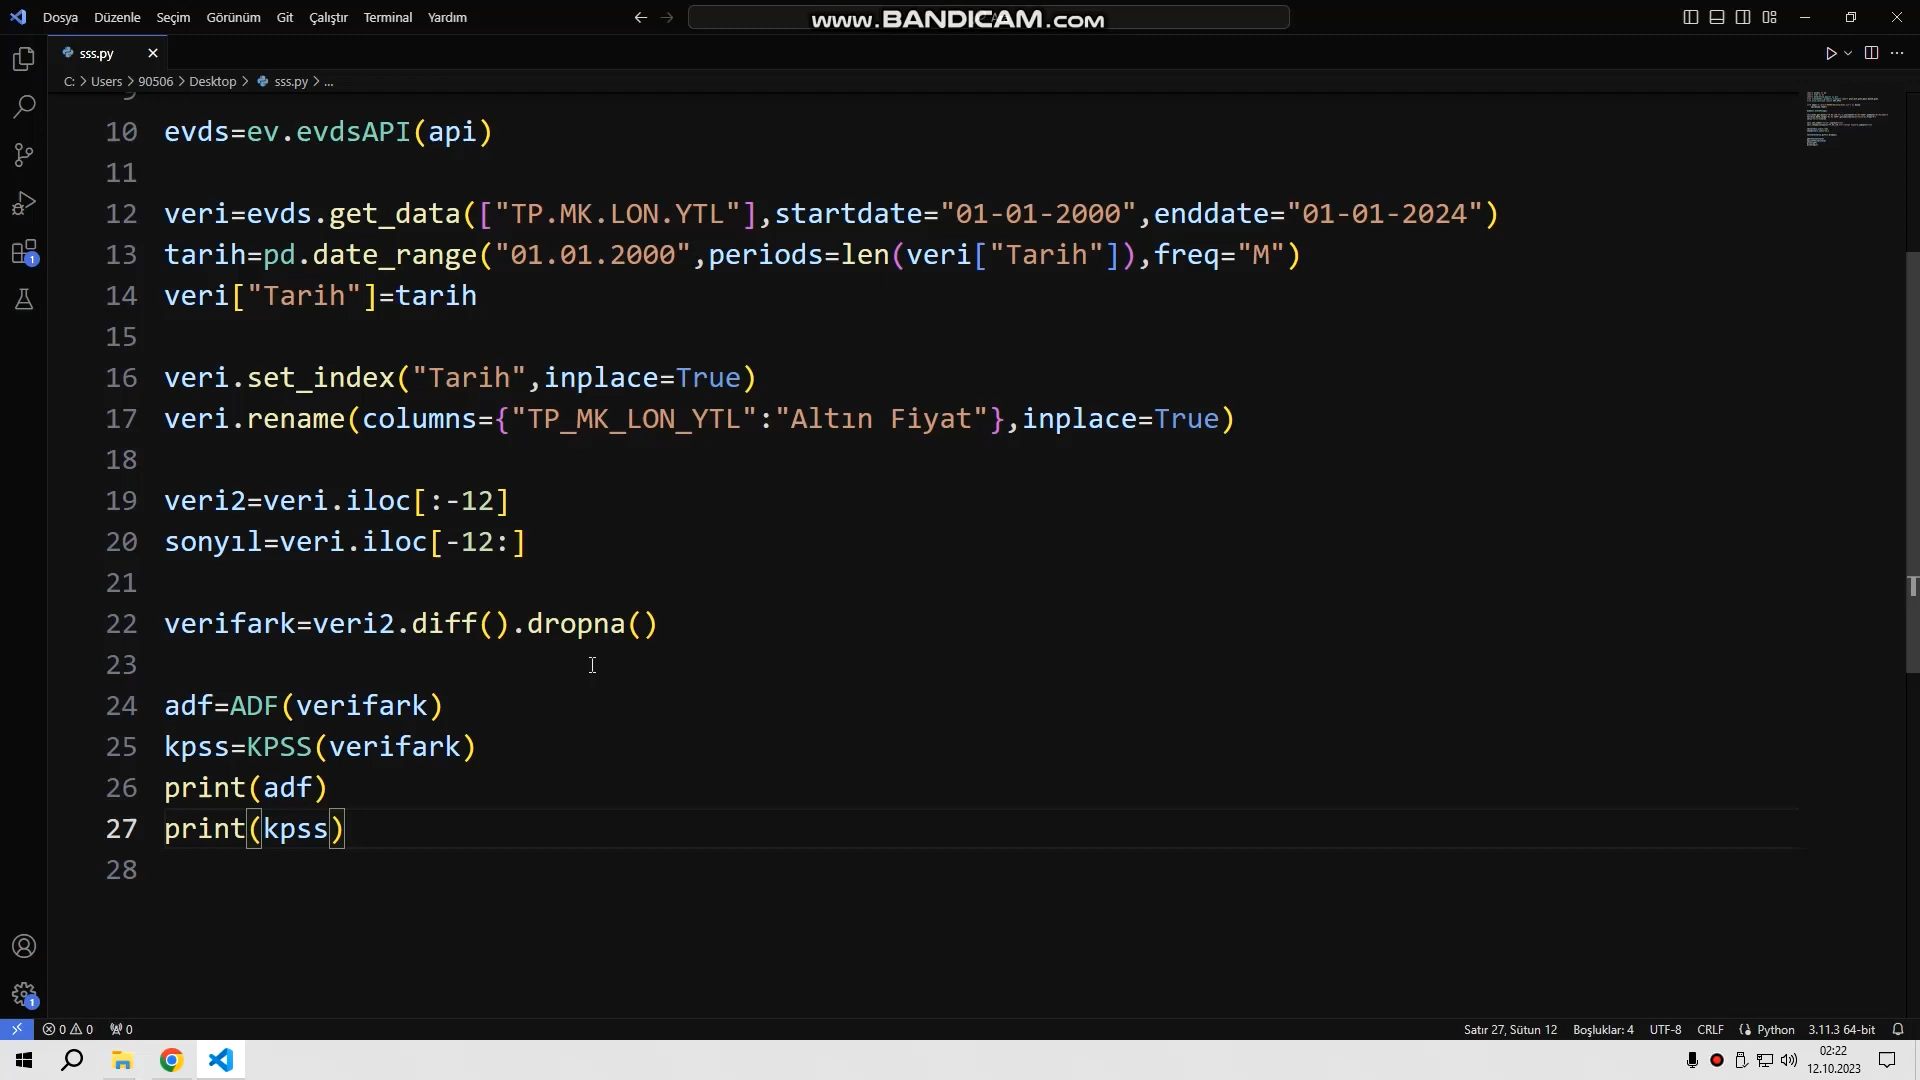 Dosya Düzenle Seçim Görünüm Git Çalıştır Terminal Yardım
www.BANDICAM.com
sss.py
C: > Users > 90506 > Desktop > sss.py > ...
9
10 evds=ev.evdsAPI(api)
11
12 veri=evds.get_data(["TP.MK.LON.YTL"],startdate="01-01-2000",enddate="01-01-2024")
13 tarih=pd.date_range("01.01.2000",periods=len(veri["Tarih"]),freq="M")
14 veri["Tarih"]=tarih
15
16 veri.set_index("Tarih",inplace=True)
17 veri.rename(columns={"TP_MK_LON_YTL":"Altın Fiyat"},inplace=True)
18
19 veri2=veri.iloc[:-12]
20 sonyıl=veri.iloc[-12:]
21
22 verifark=veri2.diff().dropna()
23
24 adf=ADF(verifark)
25 kpss=KPSS(verifark)
26 print(adf)
27 print(kpss)
28
1
1
0 0 0 Satır 27, Sütun 12 Boşluklar: 4 UTF-8 CRLF Python 3.11.3 64-bit
02:22
12.10.2023